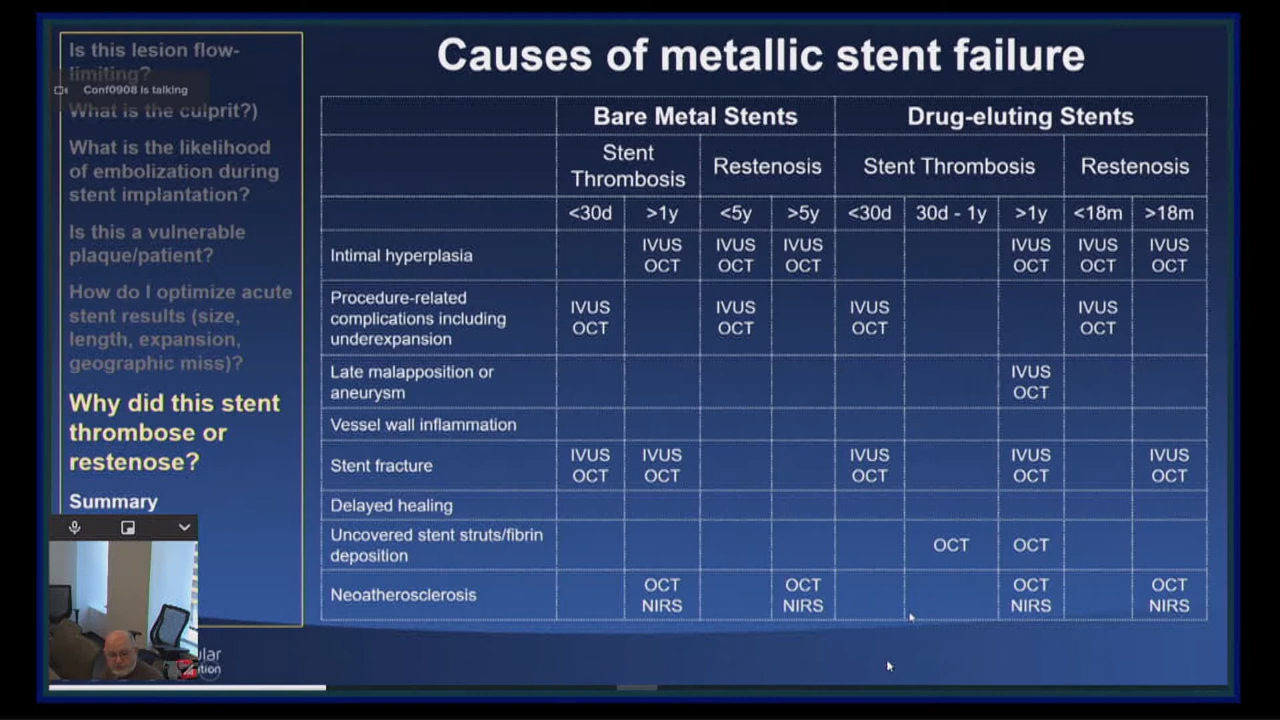 Is this lesion flow-
limiting?
Conf0908 is talking
What is the culprit?)
What is the likelihood
of embolization during
stent implantation?
Is this a vulnerable
plaque/patient?
How do I optimize acute
stent results (size,
length, expansion,
geographic miss)?
Why did this stent
thrombose or
restenose?
Summary
Causes of metallic stent failure
Bare Metal Stents Drug-eluting Stents
Stent
Thrombosis Restenosis Stent Thrombosis Restenosis
<30d >1y <5y >5y <30d 30d - 1y >1y <18m >18m
Intimal hyperplasia
IVUS IVUS IVUS IVUS IVUS IVUS
OCT OCT OCT OCT OCT OCT
Procedure-related
complications including
underexpansion
IVUS IVUS IVUS IVUS
OCT OCT OCT OCT
Late malapposition or
aneurysm
IVUS
OCT
Vessel wall inflammation
Stent fracture
IVUS IVUS IVUS IVUS IVUS
OCT OCT OCT OCT OCT
Delayed healing
Uncovered stent struts/fibrin
deposition
OCT OCT
Neoatherosclerosis
OCT OCT OCT OCT
NIRS NIRS NIRS NIRS